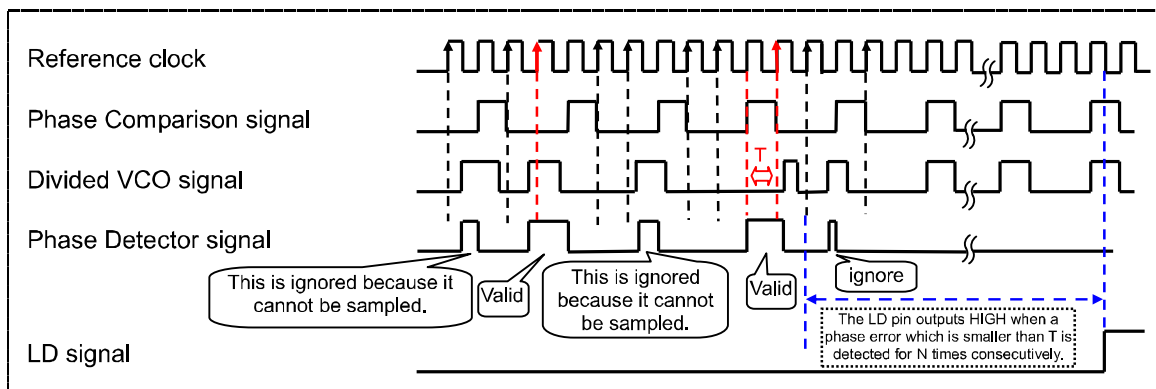 Reference clock
Phase Comparison signal
Divided VCO signal
T
Phase Detector signal
This is ignored because it
cannot be sampled.
Valid
This is ignored
because it cannot
be sampled.
Valid
ignore
The LD pin outputs HIGH when a
phase error which is smaller than T is
detected for N times consecutively.
LD signal